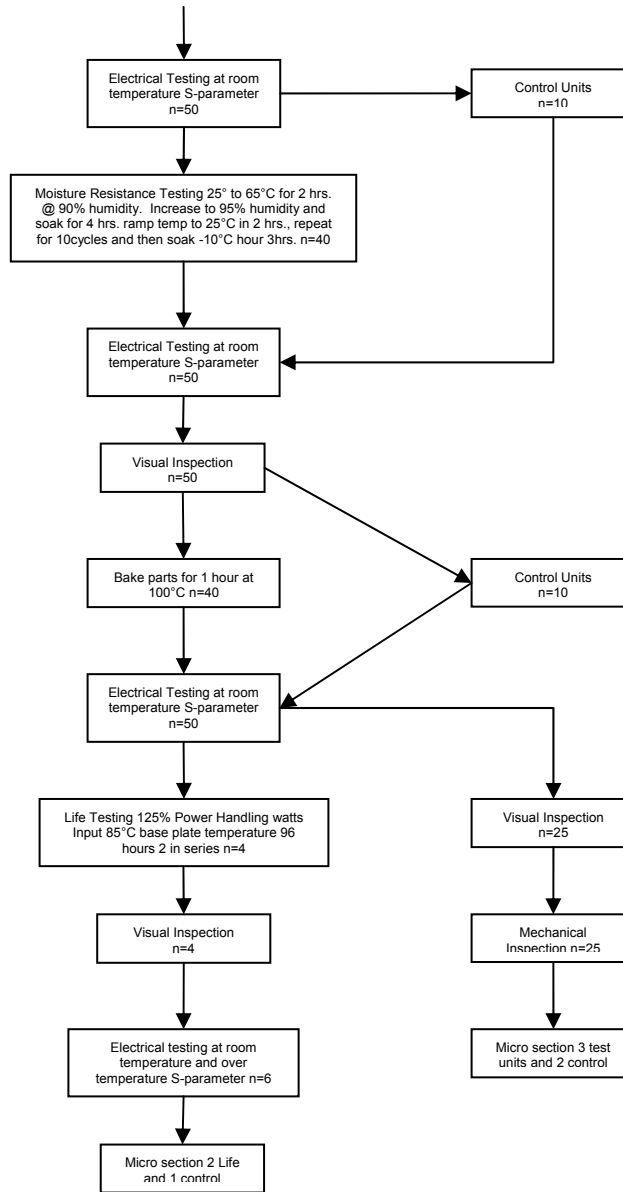 Electrical Testing at room
temperature S-parameter
n=50
Control Units
n=10
Moisture Resistance Testing 25° to 65°C for 2 hrs.
@ 90% humidity.  Increase to 95% humidity and
soak for 4 hrs. ramp temp to 25°C in 2 hrs., repeat
for 10cycles and then soak -10°C hour 3hrs. n=40
Electrical Testing at room
temperature S-parameter
n=50
Visual Inspection
n=50
Bake parts for 1 hour at
100°C n=40
Control Units
n=10
Electrical Testing at room
temperature S-parameter
n=50
Life Testing 125% Power Handling watts
Input 85°C base plate temperature 96
hours 2 in series n=4
Visual Inspection
n=25
Visual Inspection
n=4
Mechanical
Inspection n=25
Electrical testing at room
temperature and over
temperature S-parameter n=6
Micro section 3 test
units and 2 control
Micro section 2 Life
and 1 control